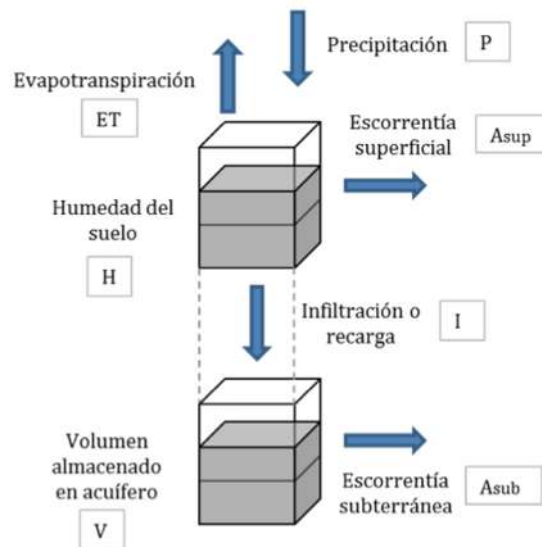 Precipitación
P
Evapotranspiración
ET
Escorrentía
superficial
Asup
Humedad del
suelo
H
Infiltración o
recarga
I
Volumen
almacenado
en acuífero
V
Escorrentía
subterránea
Asub